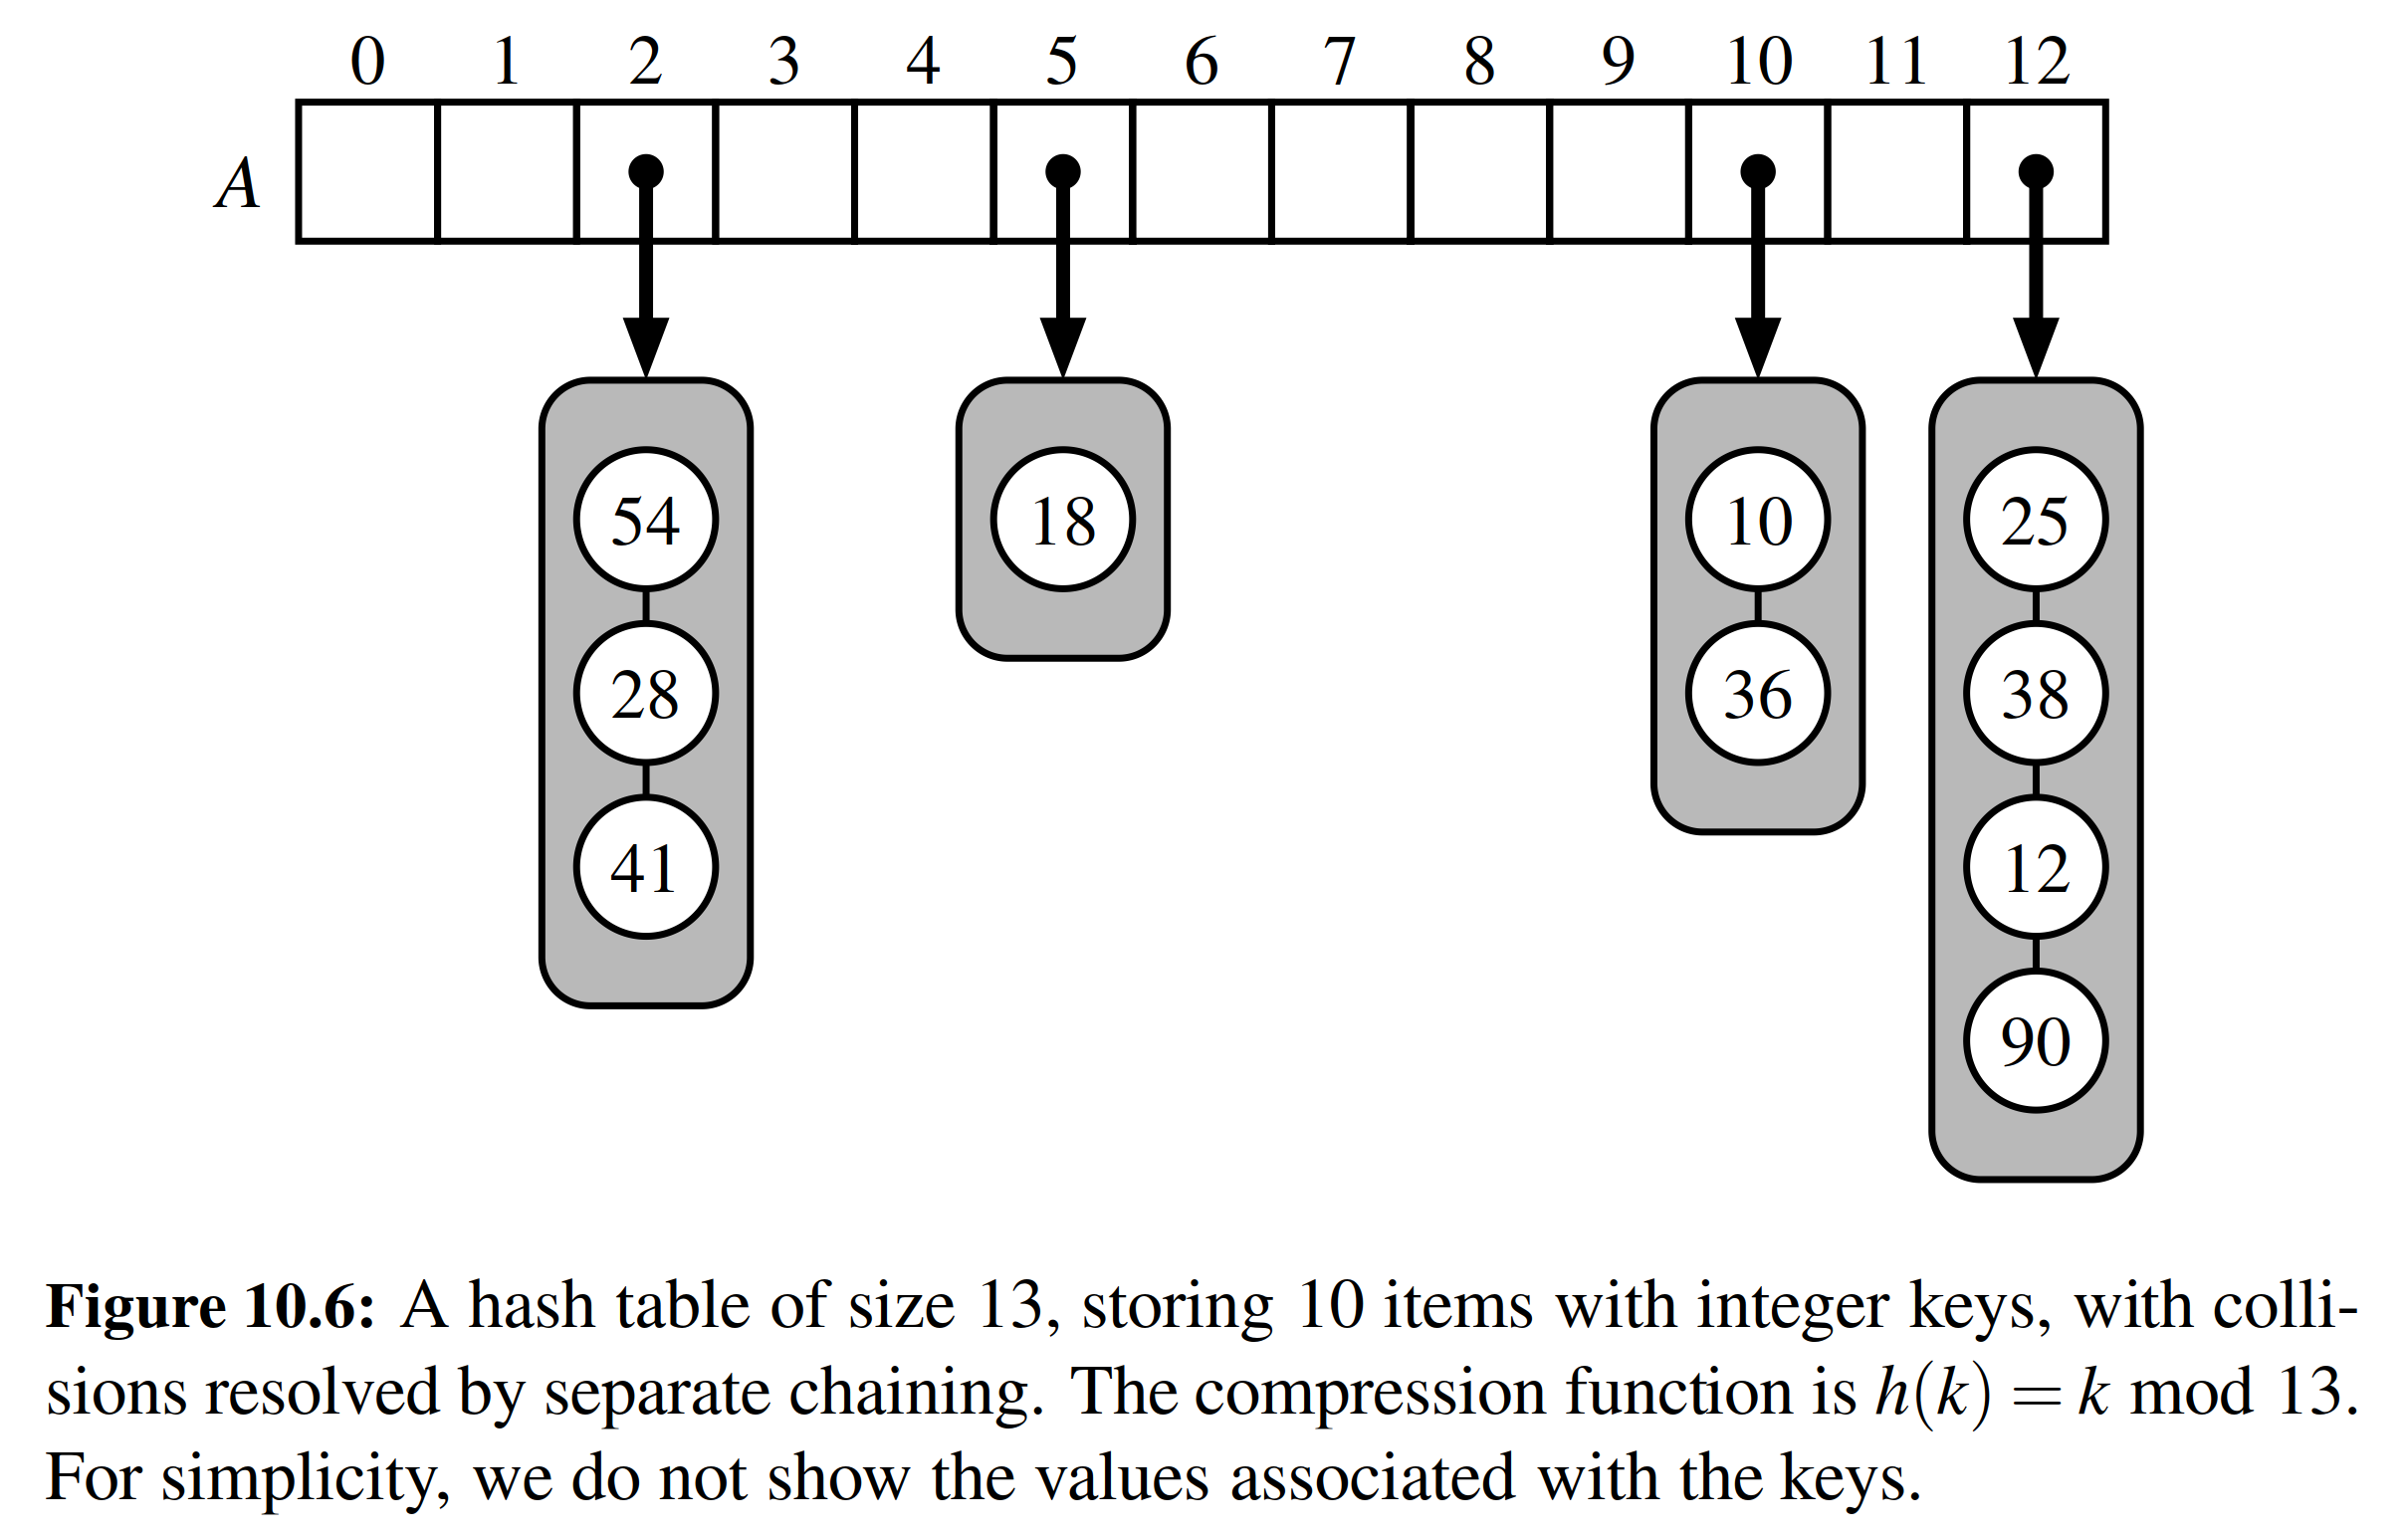 0 1 2 3 4 5 6 7 8 9 10 11 12
A
54 18 10 25
28 36 38
41 12
90
Figure 10.6: A hash table of size 13, storing 10 items with integer keys, with colli-
sions resolved by separate chaining. The compression function is h(k) = k mod 13.
For simplicity, we do not show the values associated with the keys.